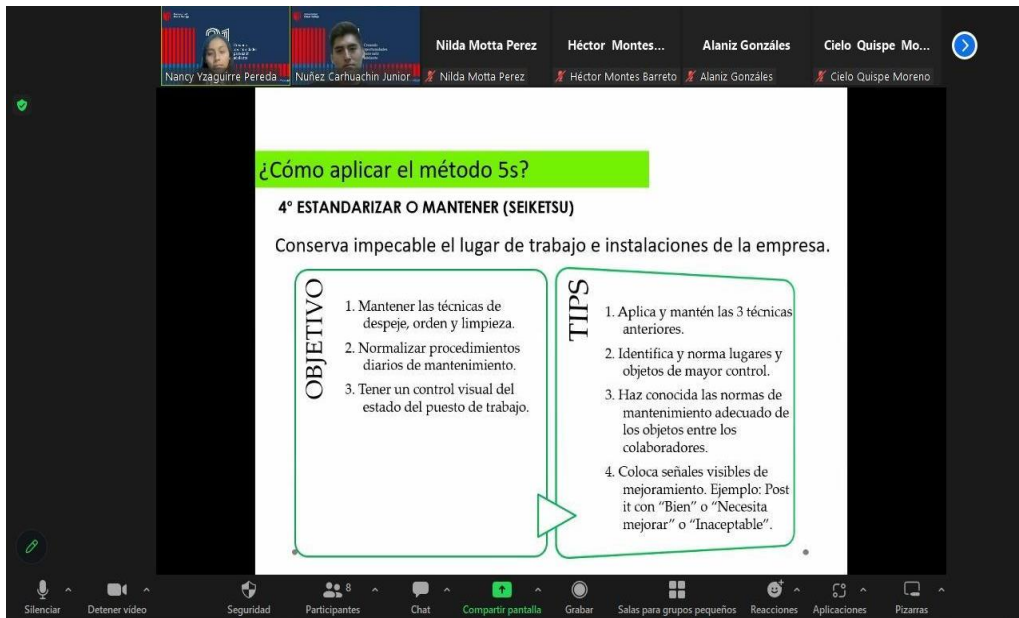 Nilda Motta Perez
Héctor Montes...
Alaniz Gonzáles
Cielo Quispe Mo...
Nancy Yzaguirre Pereda
Nuñez Carhuachin Junior
Nilda Motta Perez
Héctor Montes Barreto
Alaniz Gonzáles
Cielo Quispe Moreno
¿Cómo aplicar el método 5s?
4° ESTANDARIZAR O MANTENER (SEIKETSU)
Conserva impecable el lugar de trabajo e instalaciones de la empresa.
OBJETIVO
1. Mantener las técnicas de
despeje, orden y limpieza.
2. Normalizar procedimientos
diarios de mantenimiento.
3. Tener un control visual del
estado del puesto de trabajo.
TIPS
1. Aplica y mantén las 3 técnicas
anteriores.
2. Identifica y norma lugares y
objetos de mayor control.
3. Haz conocida las normas de
mantenimiento adecuado de
los objetos entre los
colaboradores.
4. Coloca señales visibles de
mejoramiento. Ejemplo: Post
it con “Bien” o “Necesita
mejorar” o “Inaceptable”.
8
Silenciar
Detener vídeo
Seguridad
Participantes
Chat
Compartir pantalla
Grabar
Salas para grupos pequeños
Reacciones
Aplicaciones
Pizarras